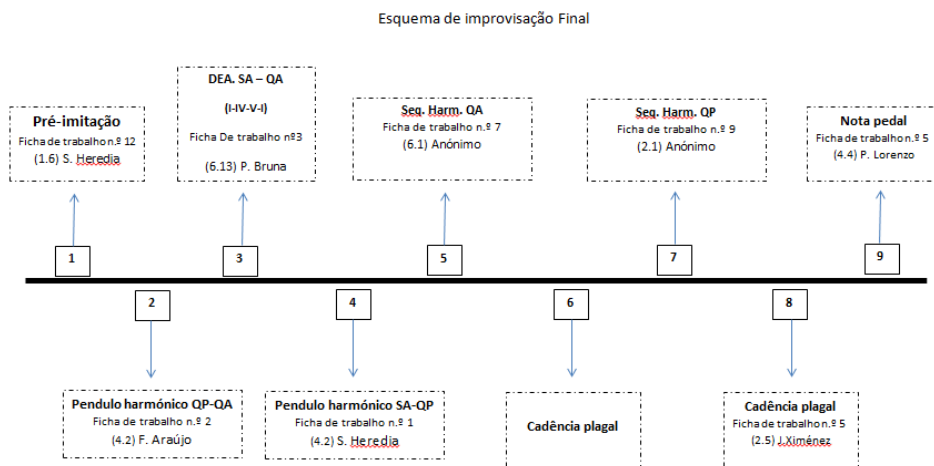 Esquema de improvisação Final
Pré-imitação
Ficha de trabalho n.º 12
(1.6) S. Heredia
DEA. SA – QA
(I-IV-V-I)
Ficha De trabalho nº3
(6.13) P. Bruna
Seq. Harm. QA
Ficha de trabalho n.º 7
(6.1) Anónimo
Seq. Harm. QP
Ficha de trabalho n.º 9
(2.1) Anónimo
Nota pedal
Ficha de trabalho n.º 5
(4.4) P. Lorenzo
1
3
5
7
9
2
4
6
8
Pendulo harmónico QP-QA
Ficha de trabalho n.º 2
(4.2) F. Araújo
Pendulo harmónico SA-QP
Ficha de trabalho n.º 1
(4.2) S. Heredia
Cadência plagal
Cadência plagal
Ficha de trabalho n.º 5
(2.5) J.Ximénez